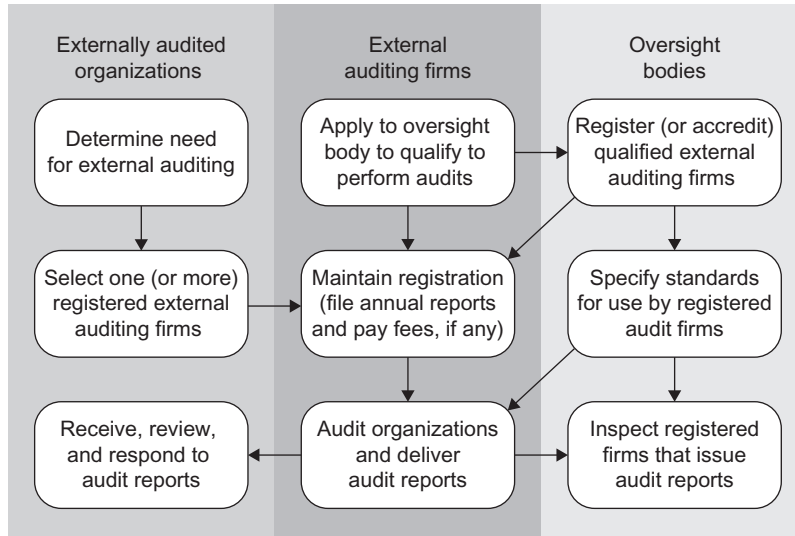 Externally audited
organizations
External
auditing firms
Oversight
bodies
Determine need
for external auditing
Apply to oversight
body to qualify to
perform audits
Register (or accredit)
qualified external
auditing firms
Select one (or more)
registered external
auditing firms
Maintain registration
(file annual reports
and pay fees, if any)
Specify standards
for use by registered
audit firms
Receive, review,
and respond to
audit reports
Audit organizations
and deliver
audit reports
Inspect registered
firms that issue
audit reports